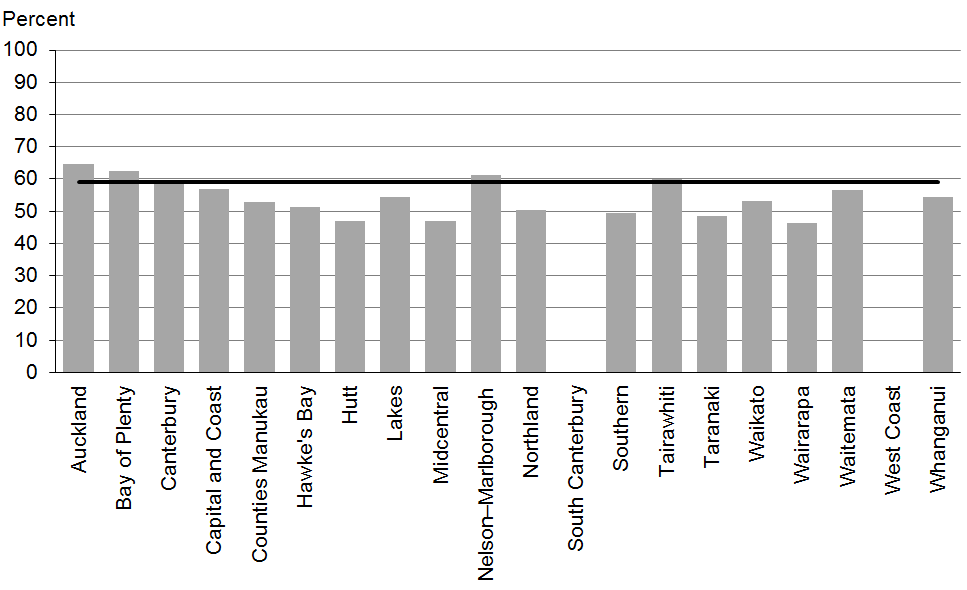 Percent
100
90
80
70
60
50
40
30
20
10
0
Auckland
Bay of Plenty
Canterbury
Capital and Coast
Counties Manukau
Hawke's Bay
Hutt
Lakes
Midcentral
Nelson–Marlborough
Northland
South Canterbury
Southern
Tairawhiti
Taranaki
Waikato
Wairarapa
Waitemata
West Coast
Whanganui